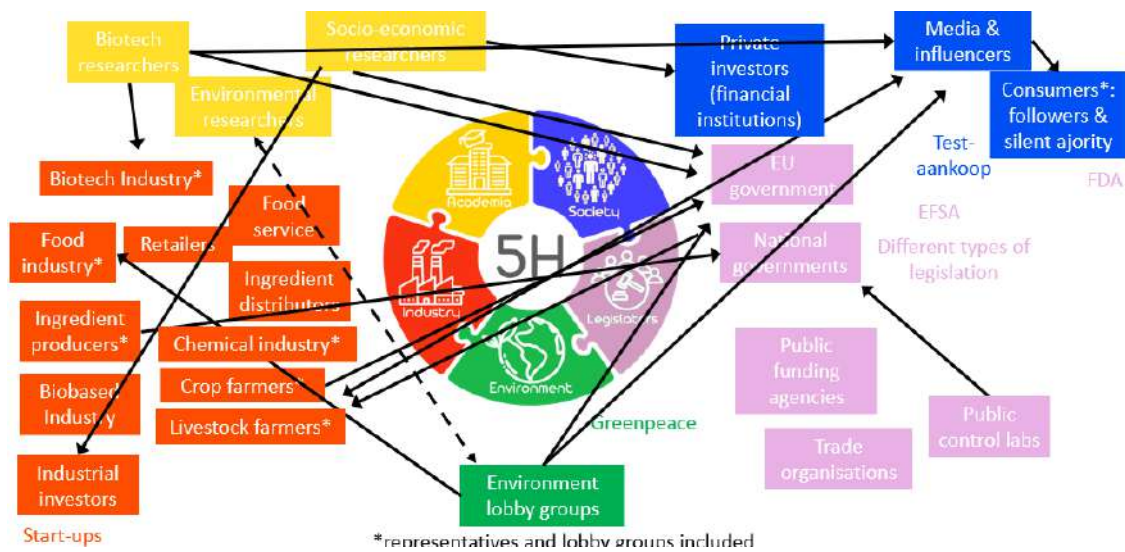 Biotech
researchers
Socio-economic
researchers
Environmental
researchers
Private
investors
(financial
institutions)
Media &
influencers
Consumers*:
followers &
silent ajority
Test-
aankoop
FDA
EU
government
EFSA
National
governments
Different types of
legislation
Biotech Industry*
Food
service
Food
industry*
Retailers
Ingredient
distributors
Ingredient
producers*
Chemical industry*
Crop farmers*
Biobased
Industry
Livestock farmers*
Industrial
investors
Start-ups
Academia
Society
5H
Industry
Legislators
Environment
Greenpeace
Environment
lobby groups
Public
funding
agencies
Public
control labs
Trade
organisations
*representatives and lobby groups included